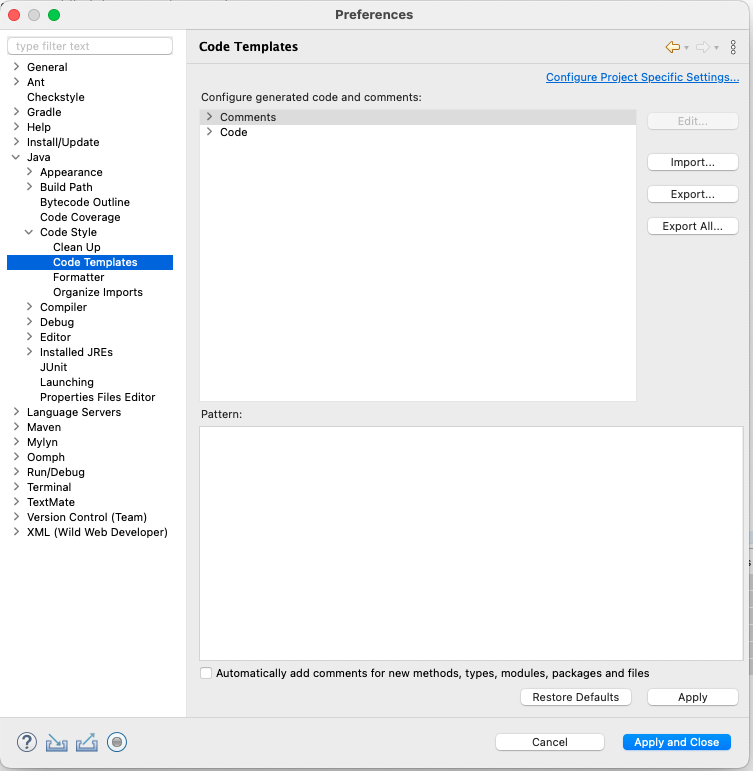 Preferences
type filter text
General
Ant
Checkstyle
Gradle
Help
Install/Update
Java
Appearance
Build Path
Bytecode Outline
Code Coverage
Code Style
Clean Up
Code Templates
Formatter
Organize Imports
Compiler
Debug
Editor
Installed JREs
JUnit
Launching
Properties Files Editor
Language Servers
Maven
Mylyn
Oomph
Run/Debug
Terminal
TextMate
Version Control (Team)
XML (Wild Web Developer)
Code Templates
Configure Project Specific Settings...
Configure generated code and comments:
Comments
Code
Edit...
Import...
Export...
Export All...
Pattern:
Automatically add comments for new methods, types, modules, packages and files
Restore Defaults
Apply
?
Cancel
Apply and Close